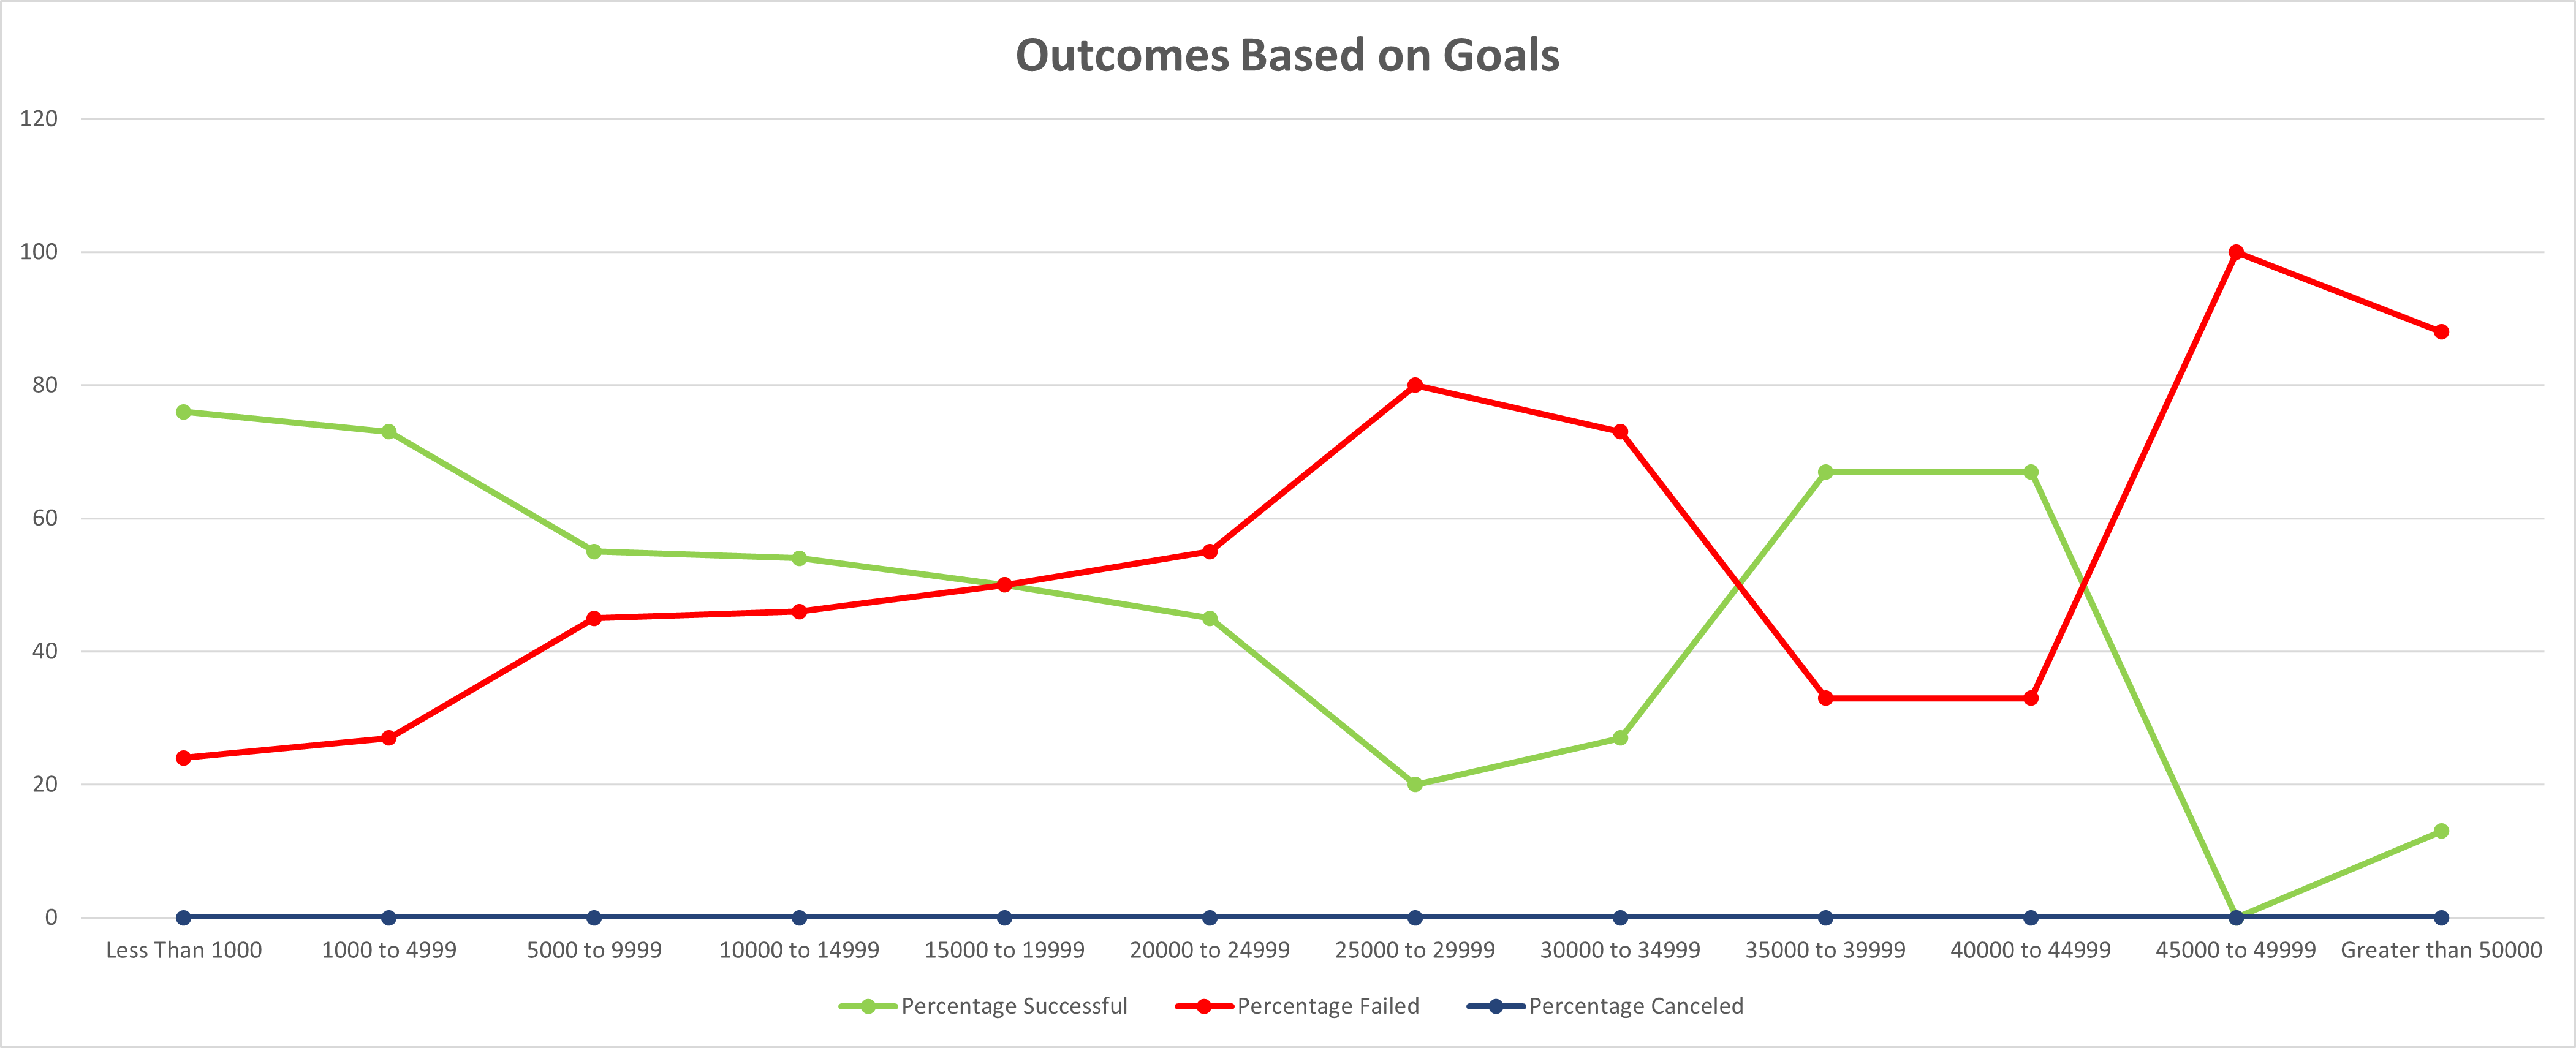 Outcomes Based on Goals
120
100
80
60
40
20
0
Less Than 1000 1000 to 4999 5000 to 9999 10000 to 14999 15000 to 19999 20000 to 24999 25000 to 29999 30000 to 34999 35000 to 39999 40000 to 44999 45000 to 49999 Greater than 50000
Percentage Successful Percentage Failed Percentage Canceled